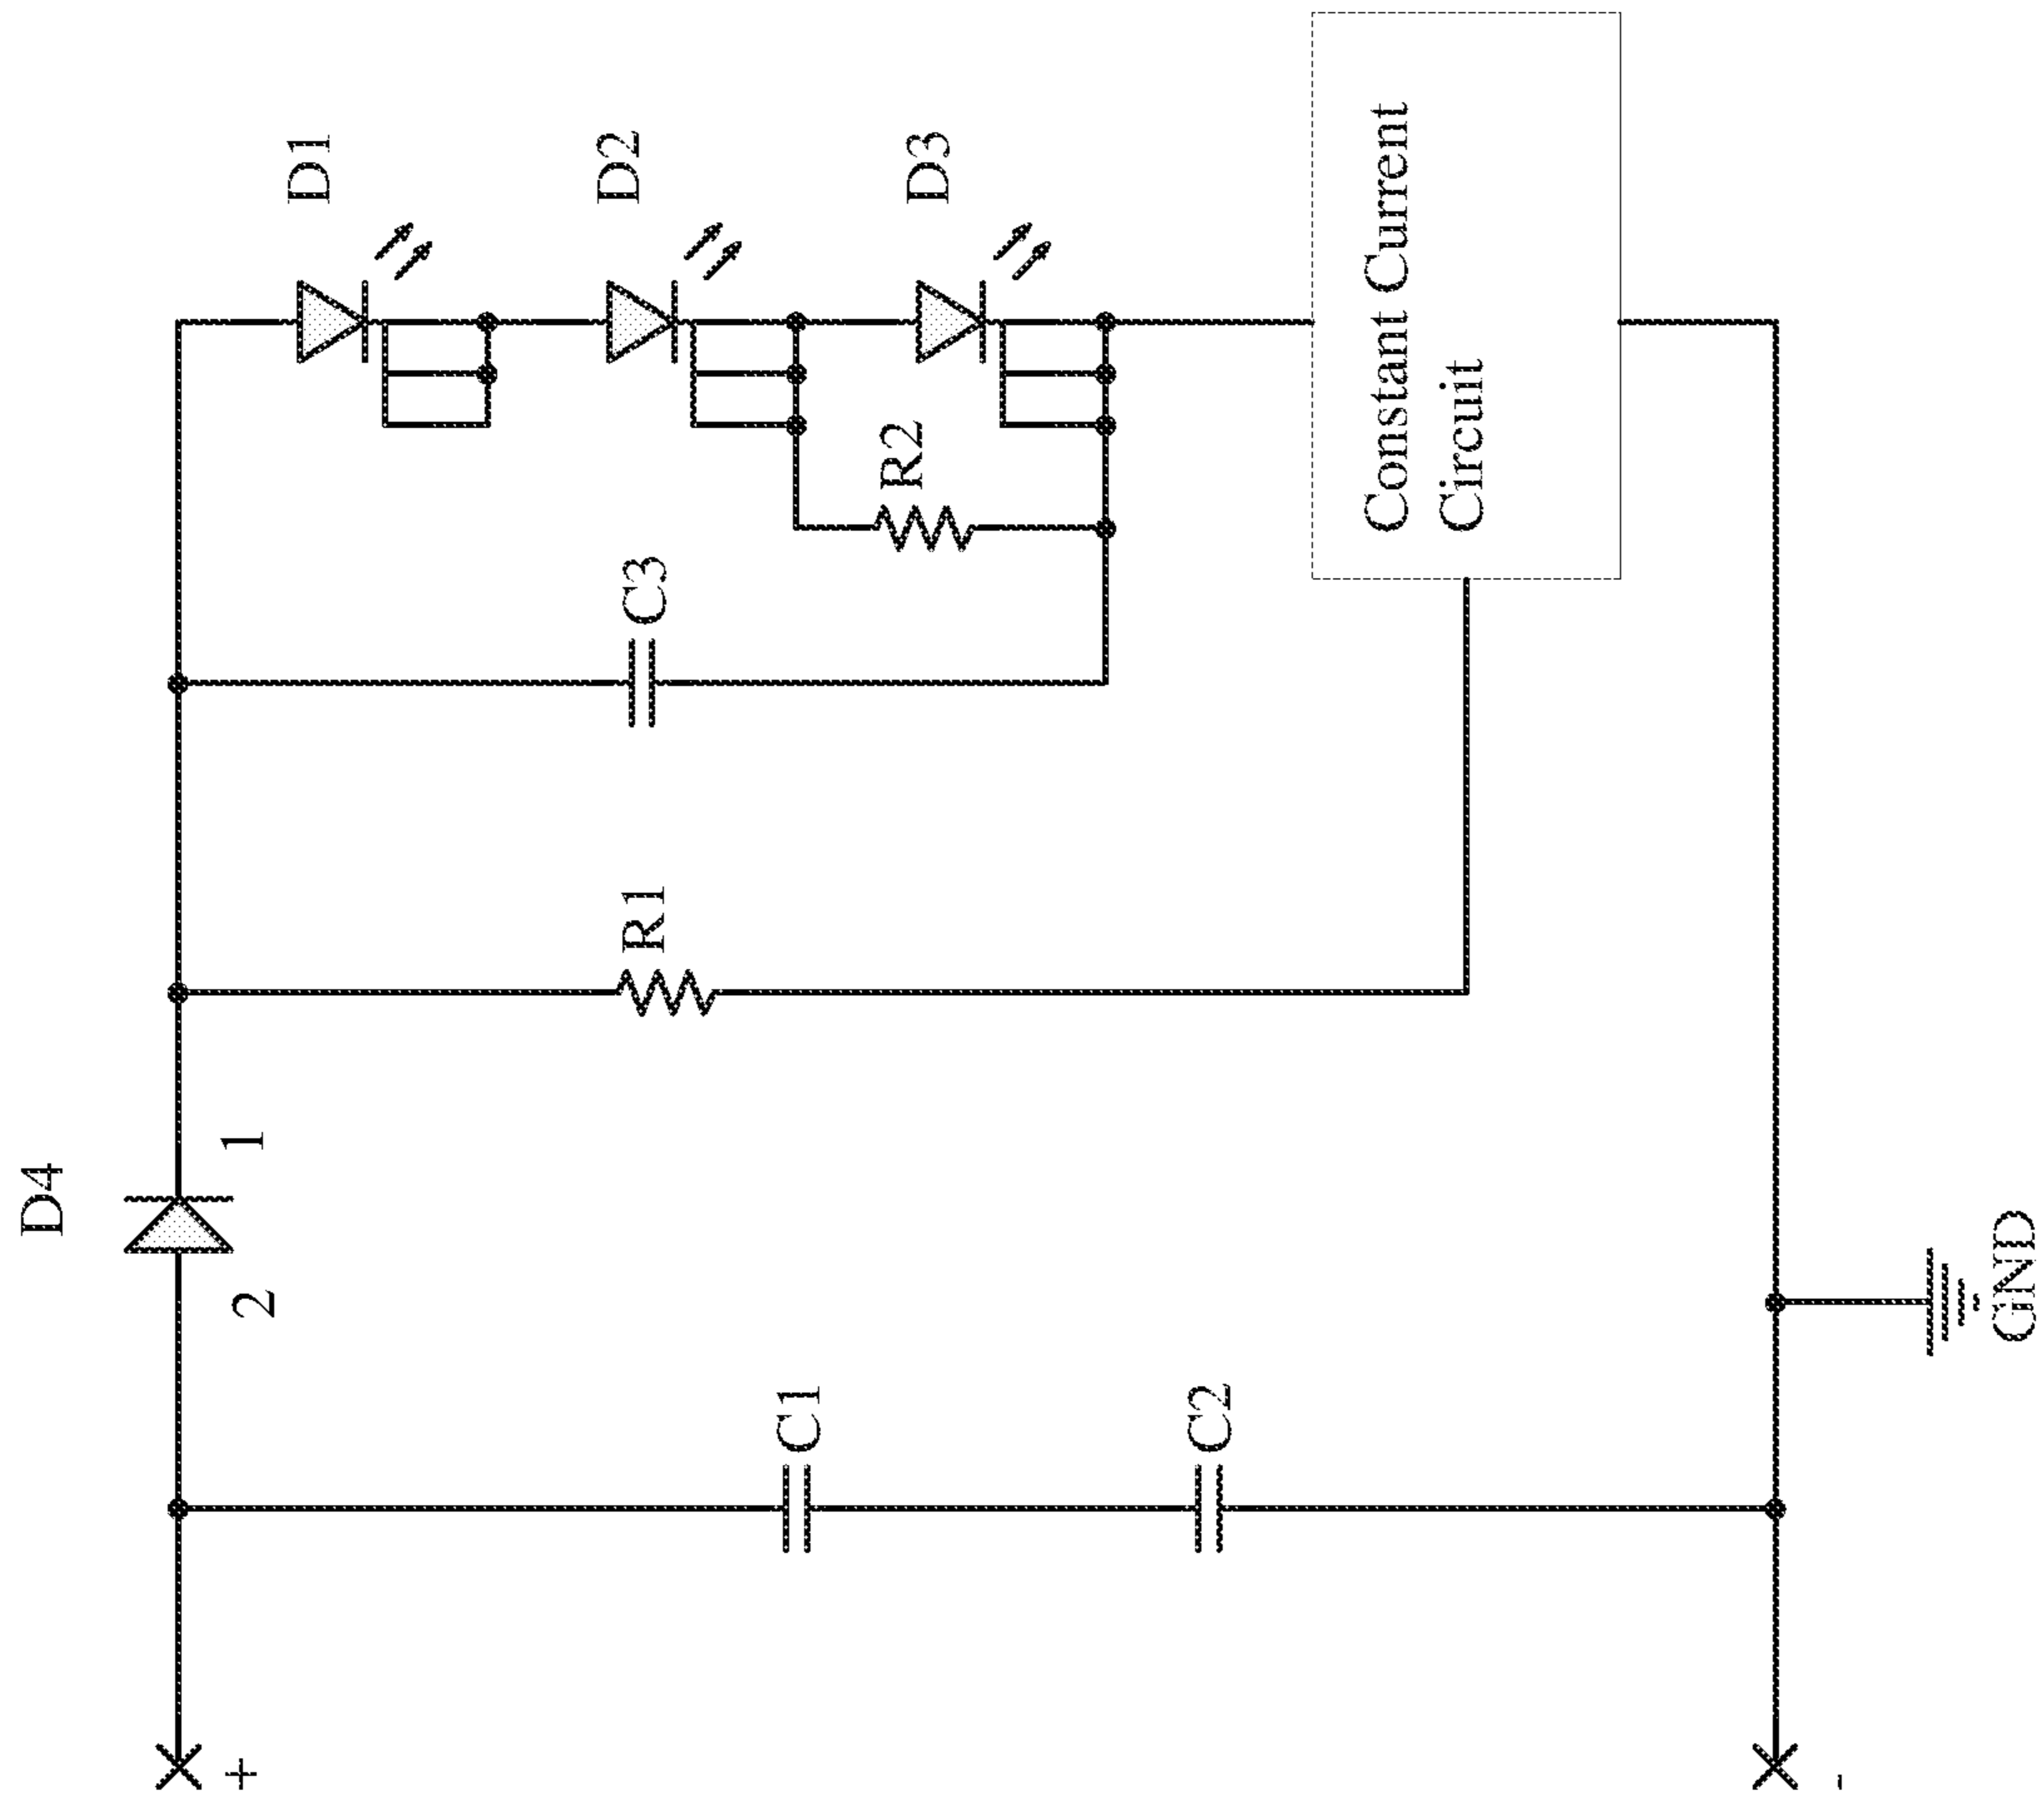 D4
2
1
D1
D2
D3
C3
R2
R1
C1
C2
Constant Current
Circuit
GND
+
-